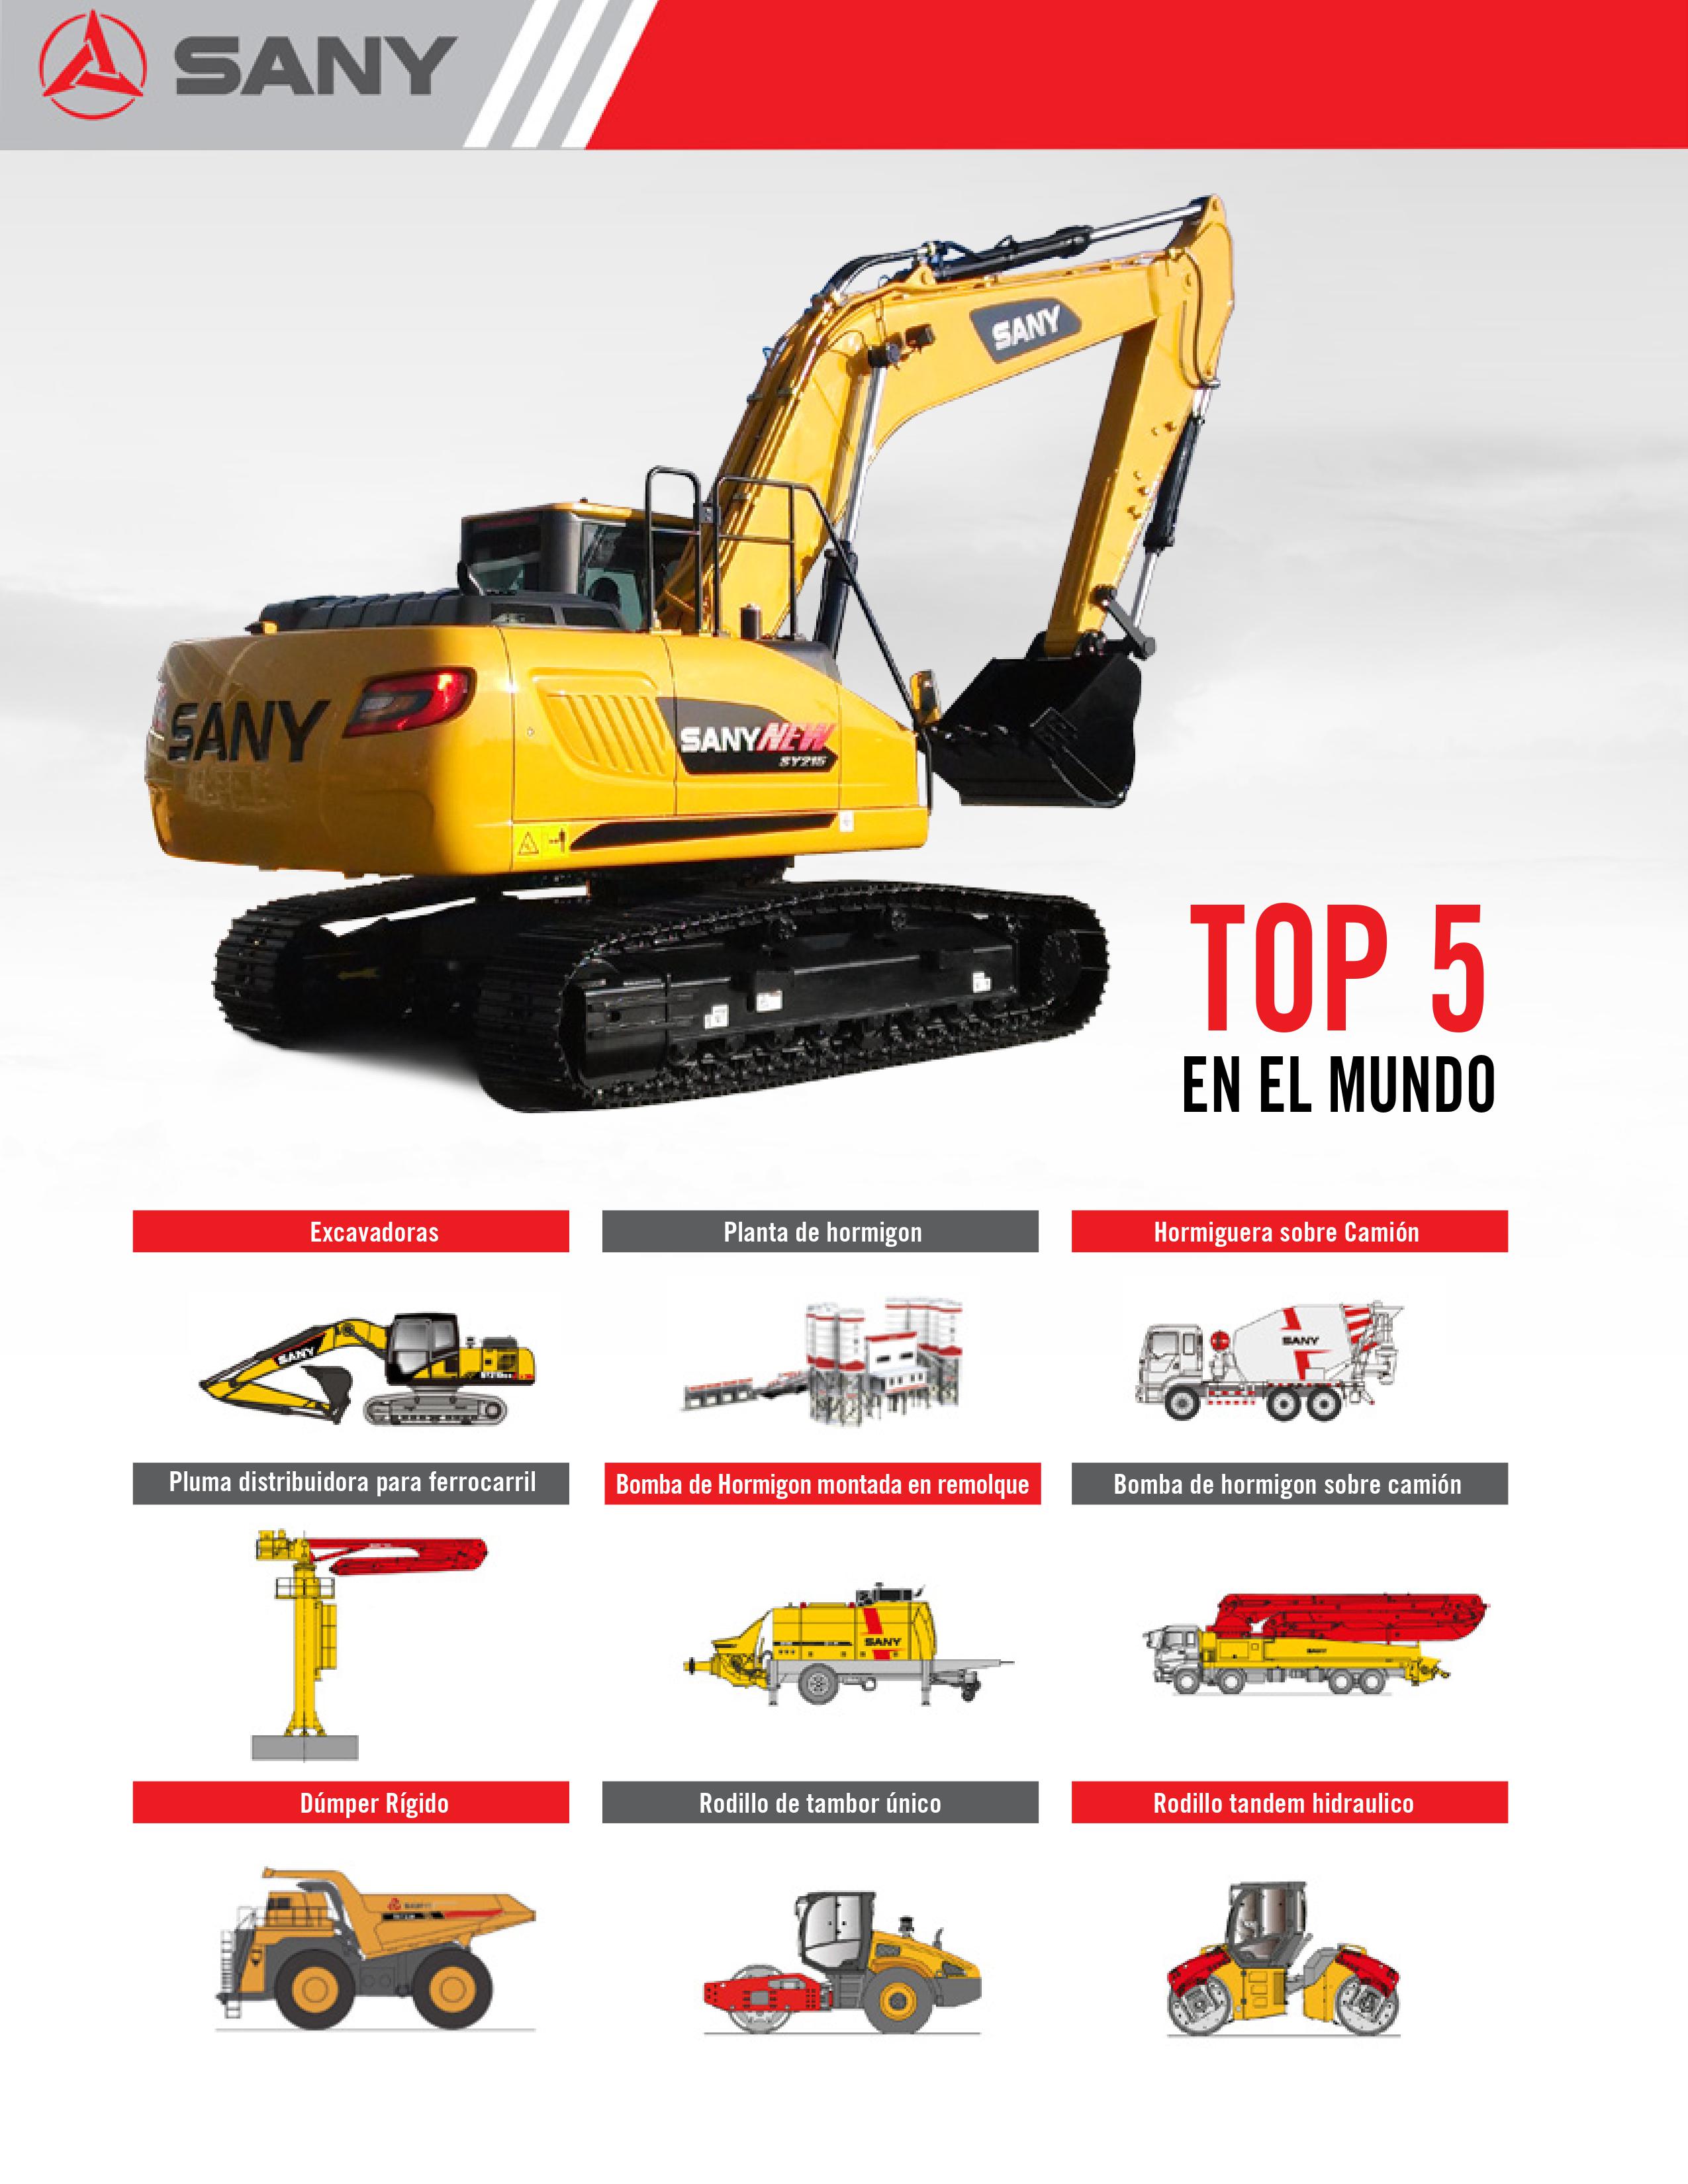 SANY
SANY
SANY
SANY NEW
SY215
TOP 5
EN EL MUNDO
Excavadoras
Planta de hormigon
Hormiguera sobre Camión
SANY
SANY
Pluma distribuidora para ferrocarril
Bomba de Hormigon montada en remolque
Bomba de hormigon sobre camión
SANY
SANY
Dúmper Rígido
Rodillo de tambor único
Rodillo tandem hidraulico